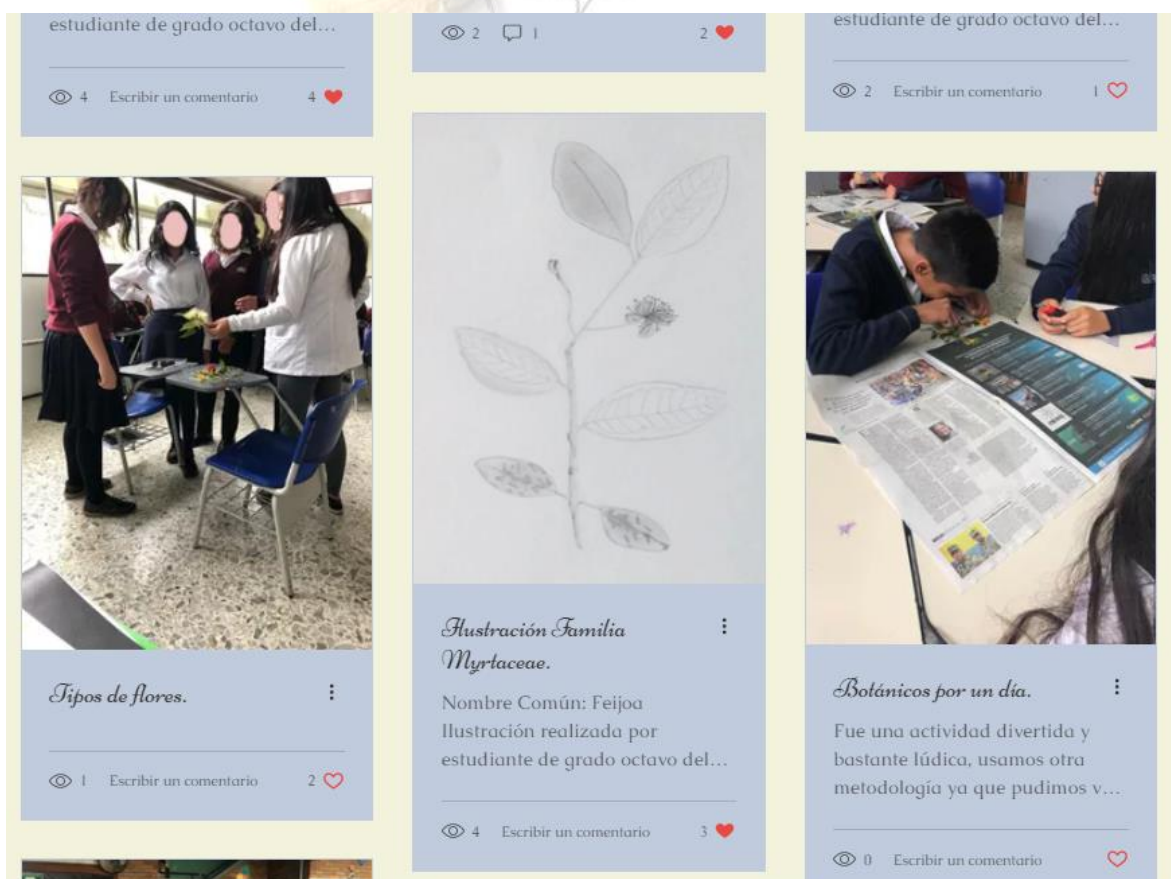 estudiante de grado octavo del...
4 Escribir un comentario 4
Tipos de flores.
1 Escribir un comentario 2
2 1 2
Ilustración Familia
Myrtaceae.
Nombre Común: Feijoa
Ilustración realizada por
estudiante de grado octavo del...
4 Escribir un comentario 3
estudiante de grado octavo del...
2 Escribir un comentario 1
Botánicos por un día.
Fue una actividad divertida y
bastante lúdica, usamos otra
metodología ya que pudimos v...
0 Escribir un comentario